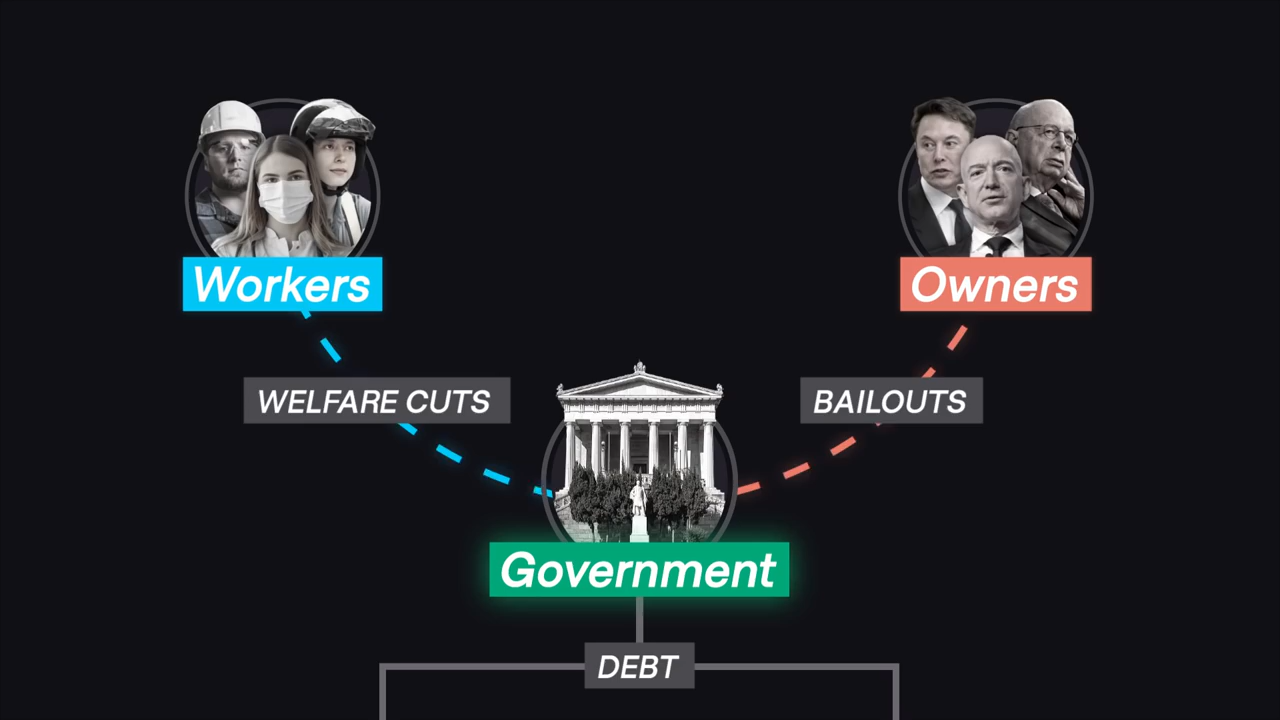 Workers
Owners
WELFARE CUTS
BAILOUTS
Government
DEBT